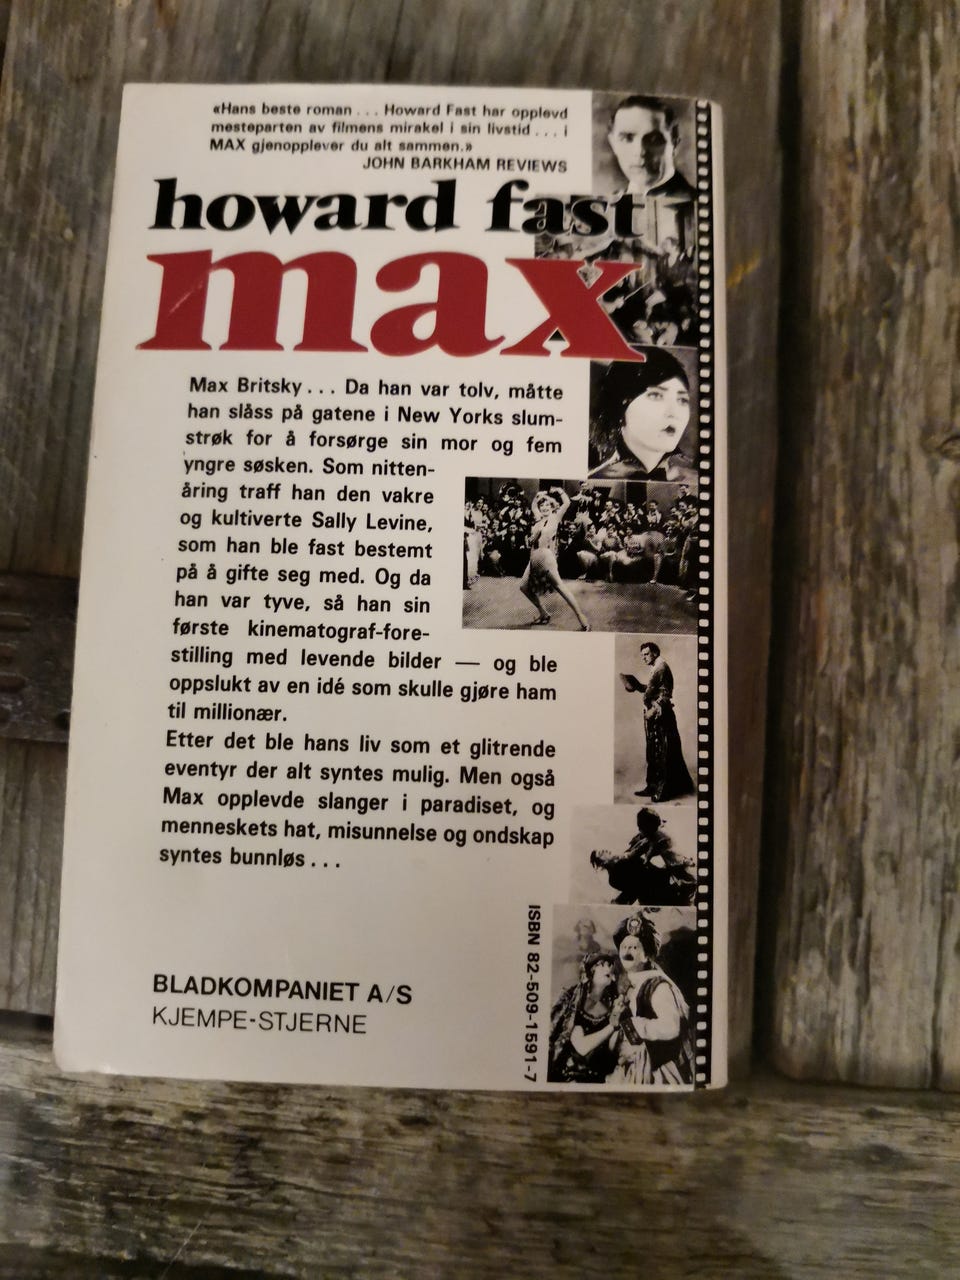 «Hans beste roman . . . Howard Fast har opplevd
mesteparten av filmens mirakel i sin livstid . . . i
MAX gjenopplever du alt sammen.»
JOHN BARKHAM REVIEWS
howard fast
max
Max Britsky . . . Da han var tolv, måtte
han slåss på gatene i New Yorks slum-
strøk for å forsørge sin mor og fem
yngre søsken. Som nitten-
åring traff han den vakre
og kultiverte Sally Levine,
som han ble fast bestemt
på å gifte seg med. Og da
han var tyve, så han sin
første kinematograf-fore-
stilling med levende bilder — og ble
oppslukt av en idé som skulle gjøre ham
til millionær.
Etter det ble hans liv som et glitrende
eventyr der alt syntes mulig. Men også
Max opplevde slanger i paradiset, og
menneskets hat, misunnelse og ondskap
syntes bunnløs . . .
ISBN 82-509-1591-7
BLADKOMPANIET A/S
KJEMPE-STJERNE